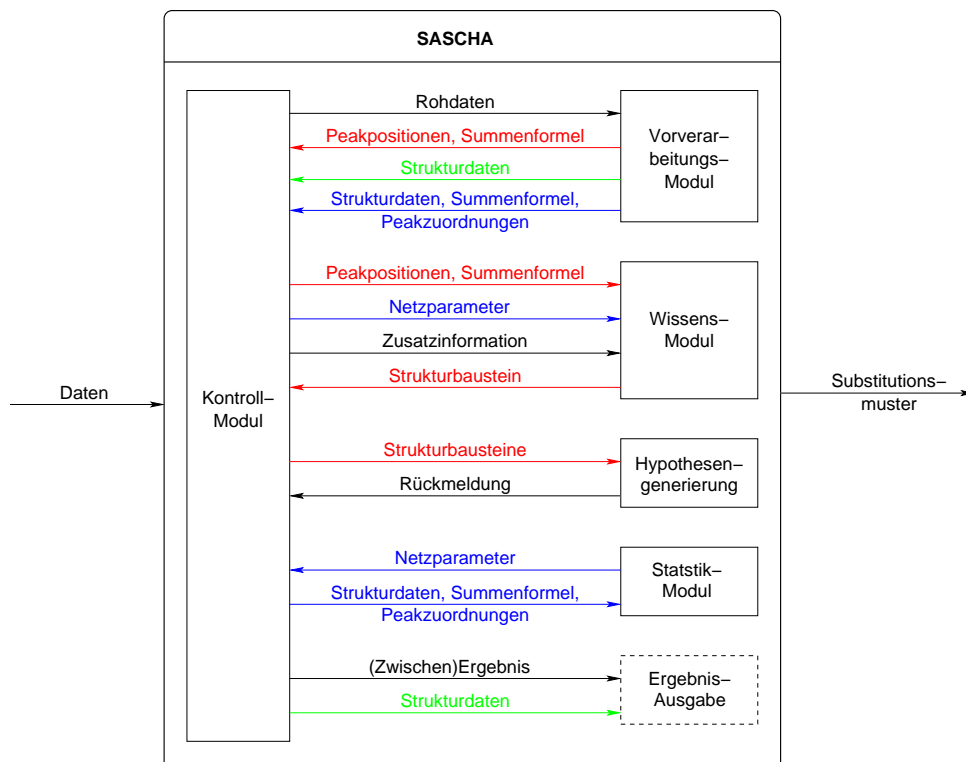 SASCHA
Rohdaten
Peakpositionen, Summenformel
Strukturdaten
Strukturdaten, Summenformel,
Peakzuordnungen
Vorverar–
beitungs–
Modul
Peakpositionen, Summenformel
Netzparameter
Zusatzinformation
Strukturbaustein
Wissens–
Modul
Daten
Kontroll–
Modul
Substitutions–
muster
Strukturbausteine
Rückmeldung
Hypothesen–
generierung
Netzparameter
Strukturdaten, Summenformel,
Peakzuordnungen
Statstik–
Modul
(Zwischen)Ergebnis
Strukturdaten
Ergebnis–
Ausgabe